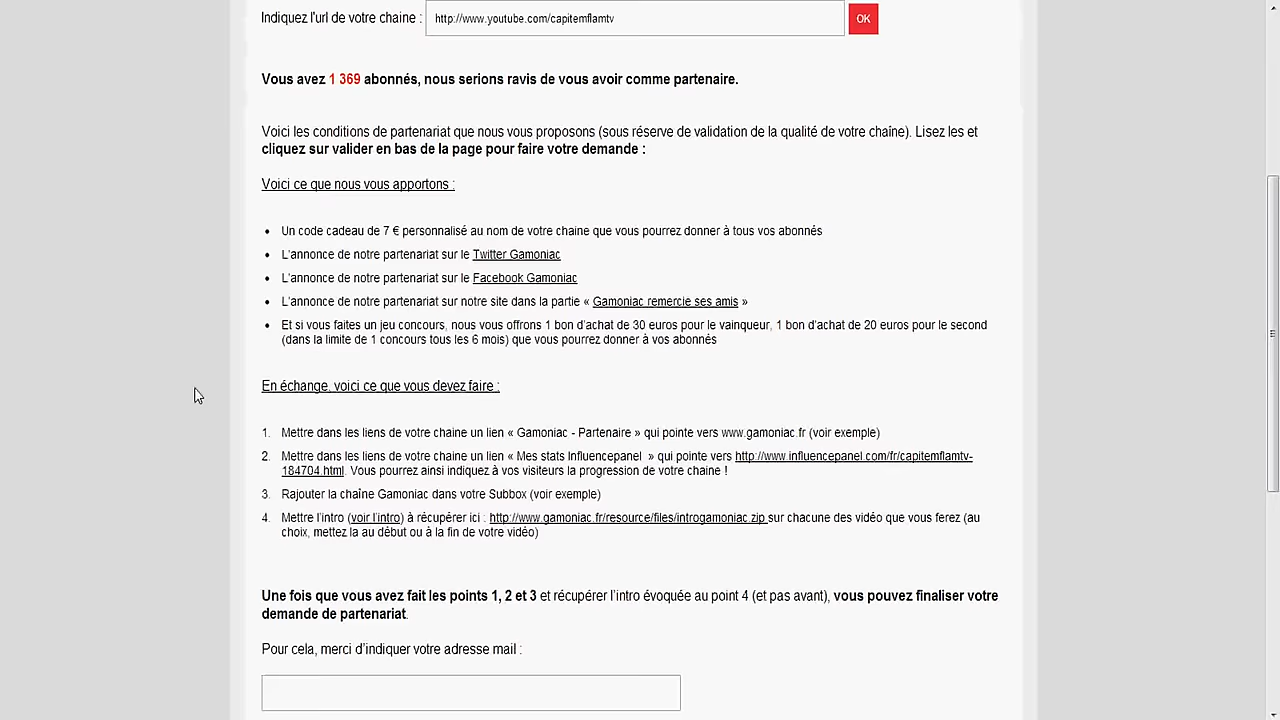 Indiquez l'url de votre chaine :
http://www.youtube.com/capitemflamtv
OK
Vous avez 1 369 abonnés, nous serions ravis de vous avoir comme partenaire.
Voici les conditions de partenariat que nous vous proposons (sous réserve de validation de la qualité de votre chaîne). Lisez les et
cliquez sur valider en bas de la page pour faire votre demande :
Voici ce que nous vous apportons :
• Un code cadeau de 7 € personnalisé au nom de votre chaine que vous pourrez donner à tous vos abonnés
• L'annonce de notre partenariat sur le Twitter Gamoniac
• L'annonce de notre partenariat sur le Facebook Gamoniac
• L'annonce de notre partenariat sur notre site dans la partie « Gamoniac remercie ses amis »
• Et si vous faites un jeu concours, nous vous offrons 1 bon d'achat de 30 euros pour le vainqueur, 1 bon d'achat de 20 euros pour le second
(dans la limite de 1 concours tous les 6 mois) que vous pourrez donner à vos abonnés
En échange, voici ce que vous devez faire :
1. Mettre dans les liens de votre chaine un lien « Gamoniac - Partenaire » qui pointe vers www.gamoniac.fr (voir exemple)
2. Mettre dans les liens de votre chaine un lien « Mes stats Influencepanel » qui pointe vers http://www.influencepanel.com/fr/capitemflamtv-
184704.html. Vous pourrez ainsi indiquez à vos visiteurs la progression de votre chaine !
3. Rajouter la chaîne Gamoniac dans votre Subbox (voir exemple)
4. Mettre l'intro (voir l'intro) à récupérer ici : http://www.gamoniac.fr/resource/files/introgamoniac.zip sur chacune des vidéo que vous ferez (au
choix, mettez la au début ou à la fin de votre vidéo)
Une fois que vous avez fait les points 1, 2 et 3 et récupérer l'intro évoquée au point 4 (et pas avant), vous pouvez finaliser votre
demande de partenariat.
Pour cela, merci d'indiquer votre adresse mail :